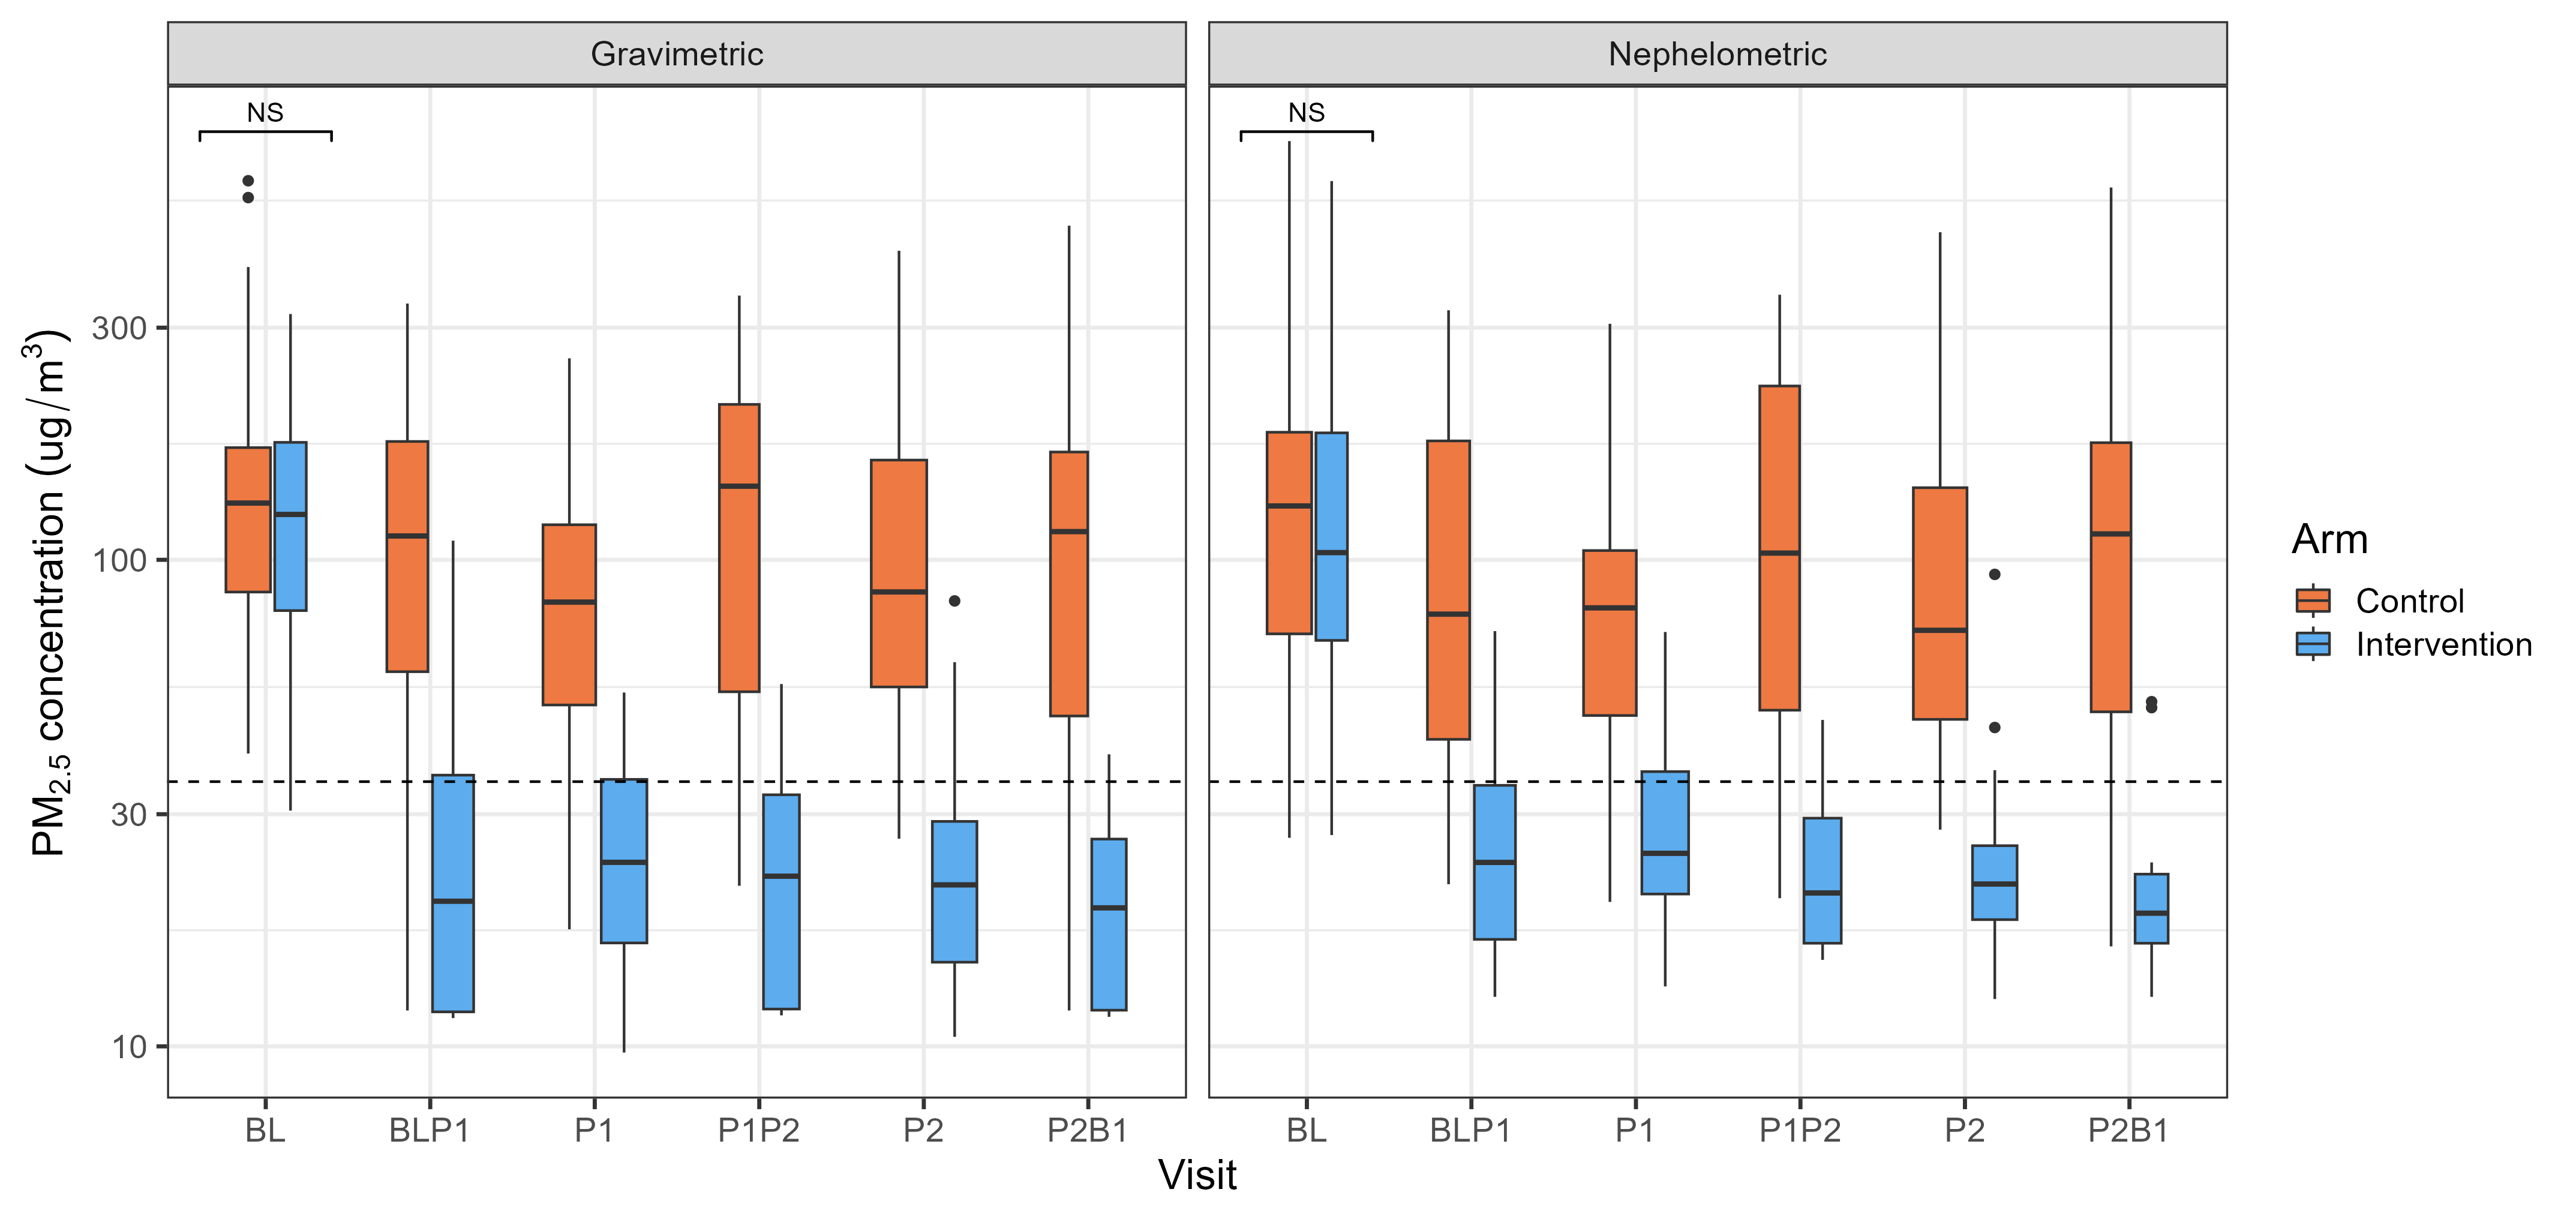 Gravimetric
Nephelometric
NS
NS
PM2.5 concentration (ug/m³)
300
100
30
10
BL BLP1 P1 P1P2 P2 P2B1
BL BLP1 P1 P1P2 P2 P2B1
Visit
Arm
Control
Intervention